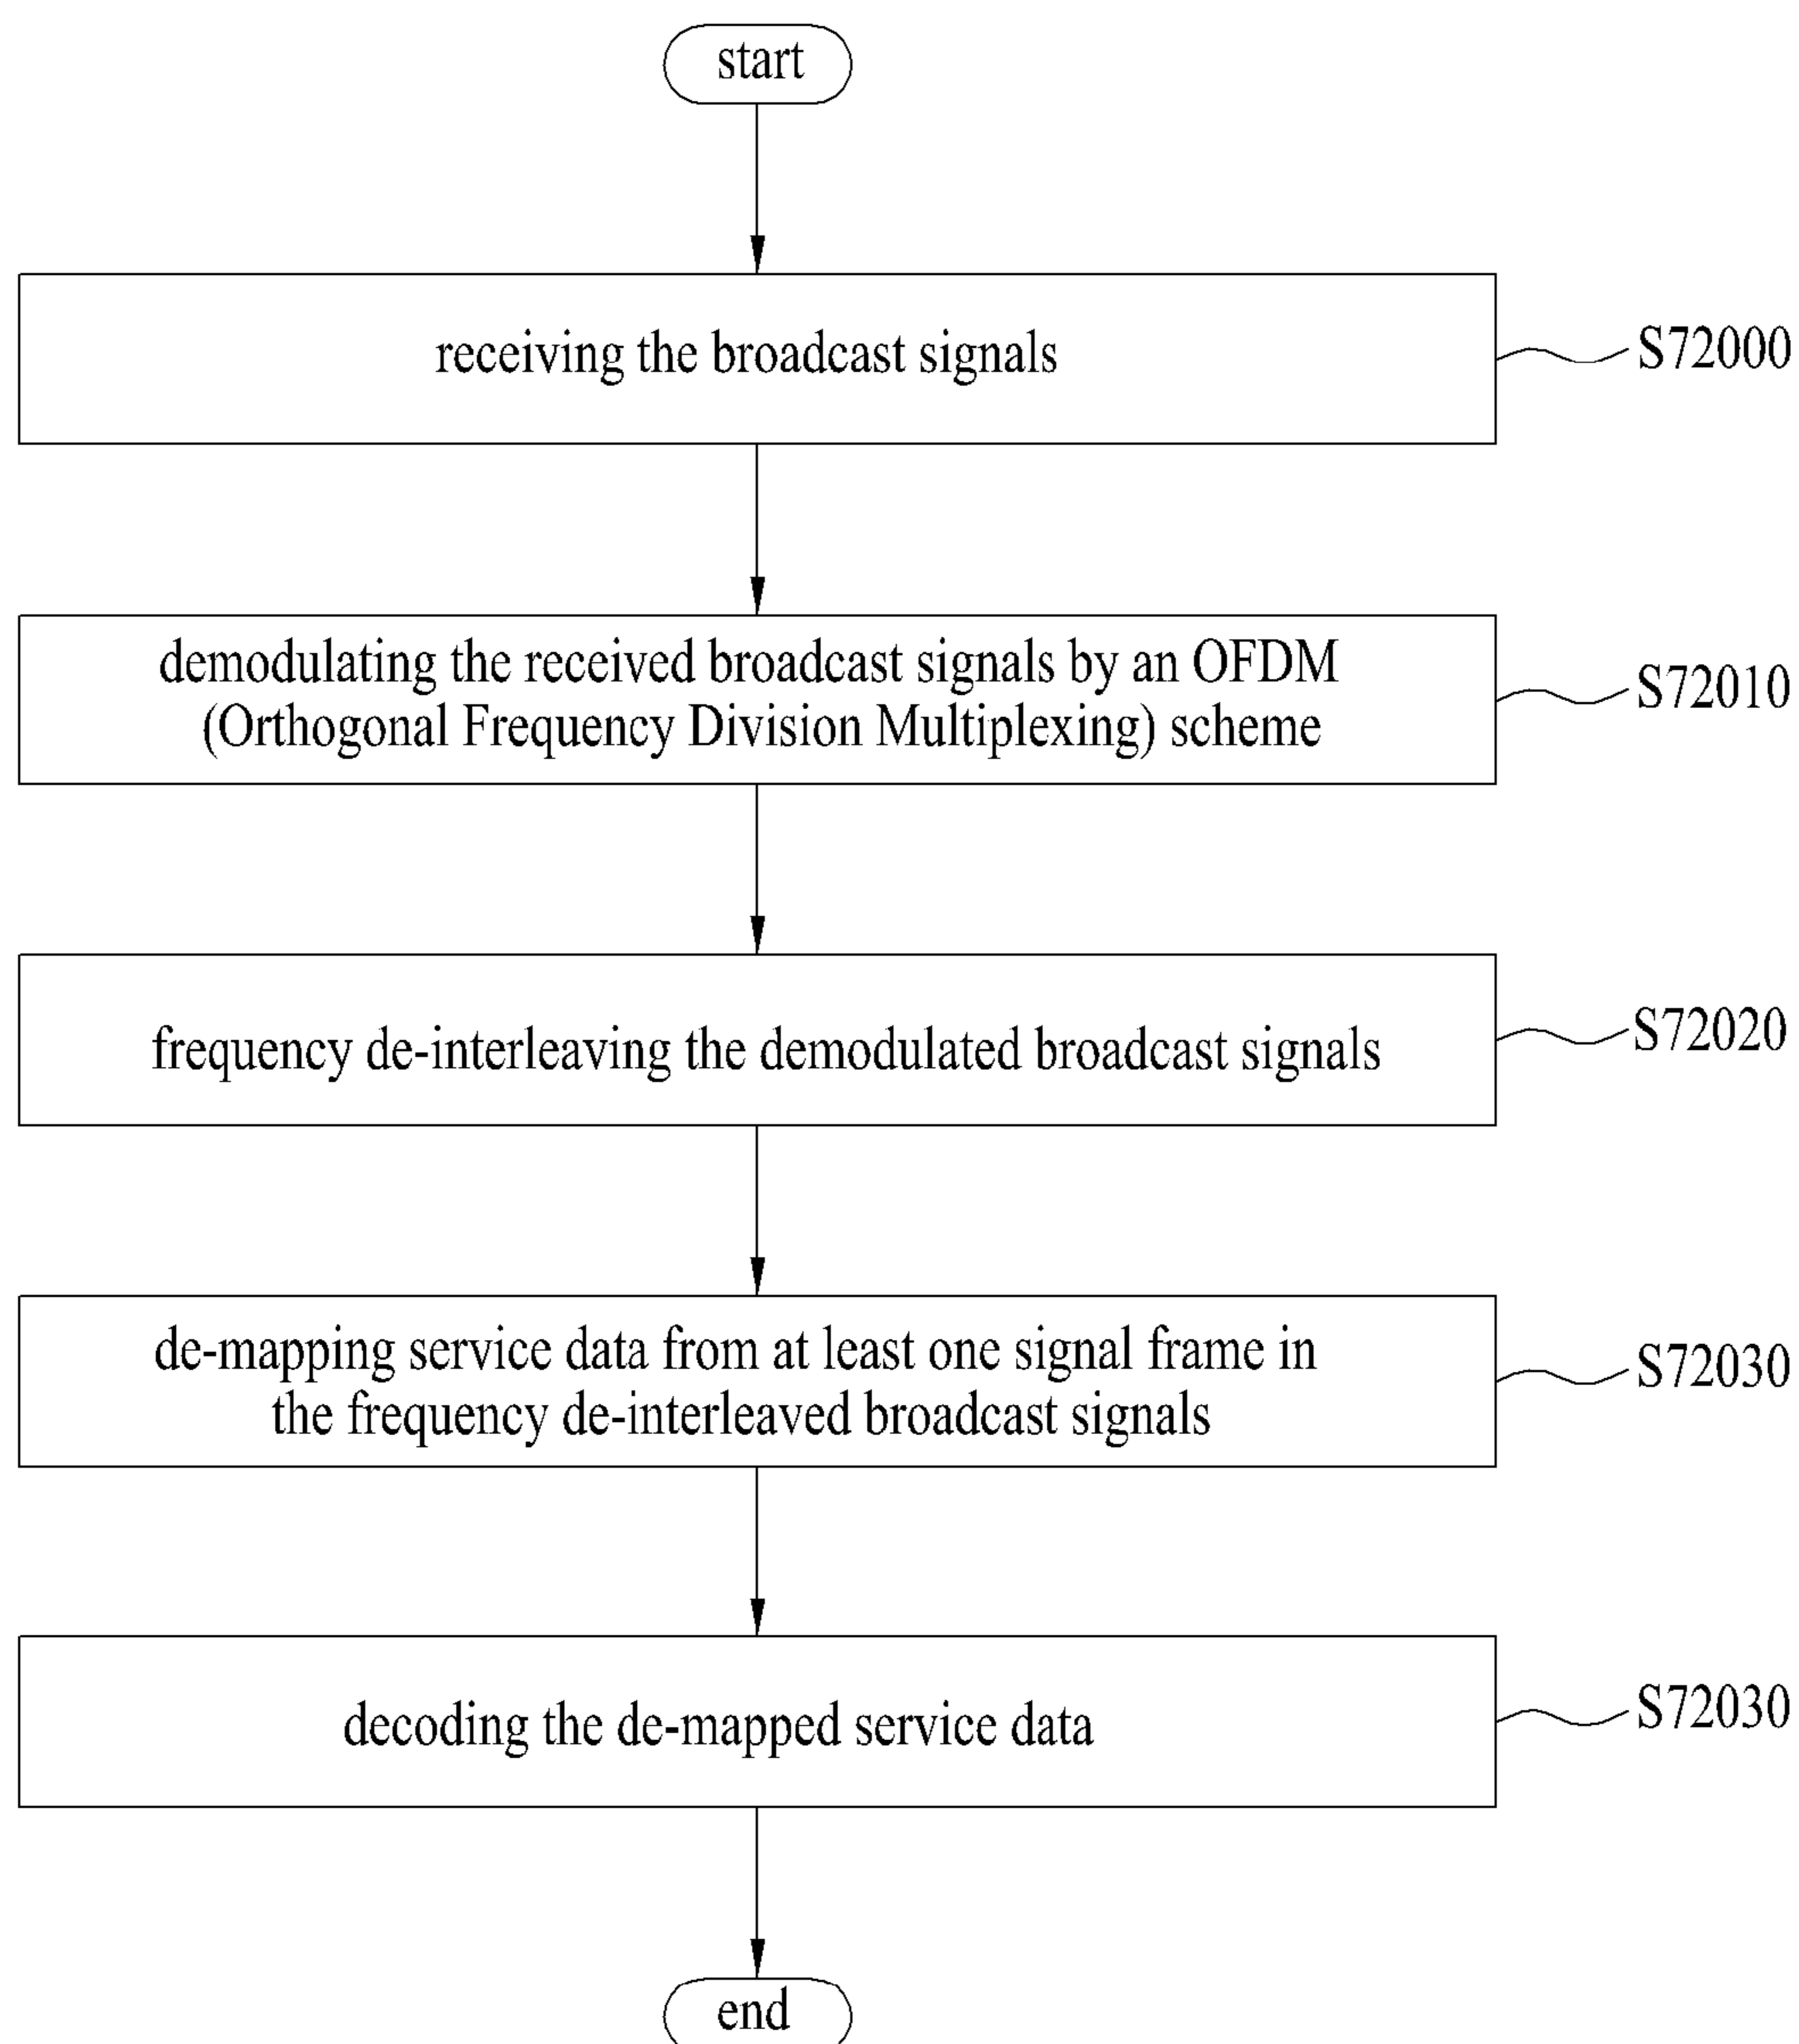 start
receiving the broadcast signals
S72000
demodulating the received broadcast signals by an OFDM
(Orthogonal Frequency Division Multiplexing) scheme
S72010
frequency de-interleaving the demodulated broadcast signals
S72020
de-mapping service data from at least one signal frame in
the frequency de-interleaved broadcast signals
S72030
decoding the de-mapped service data
S72030
end